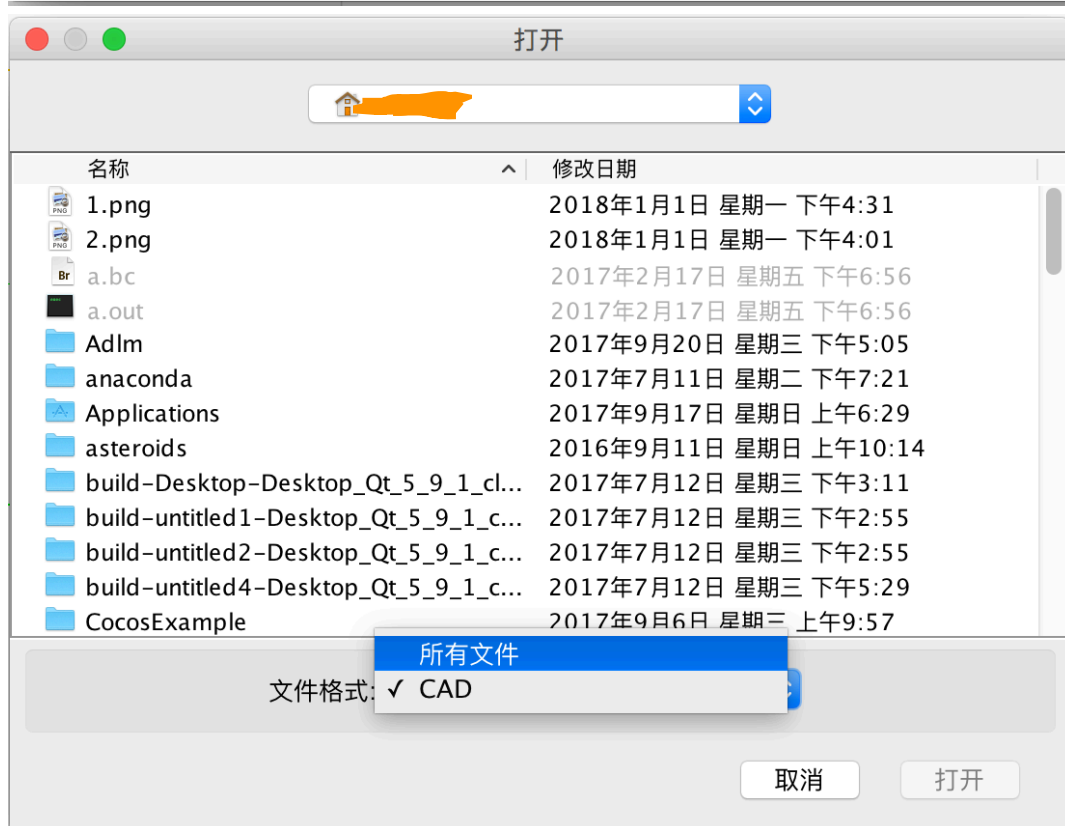 打开
名称 修改日期
1.png 2018年1月1日 星期一 下午4:31
2.png 2018年1月1日 星期一 下午4:01
a.bc 2017年2月17日 星期五 下午6:56
a.out 2017年2月17日 星期五 下午6:56
Adlm 2017年9月20日 星期三 下午5:05
anaconda 2017年7月11日 星期二 下午7:21
Applications 2017年9月17日 星期日 上午6:29
asteroids 2016年9月11日 星期日 上午10:14
build-Desktop-Desktop_Qt_5_9_1_cl... 2017年7月12日 星期三 下午3:11
build-untitled1-Desktop_Qt_5_9_1_c... 2017年7月12日 星期三 下午2:55
build-untitled2-Desktop_Qt_5_9_1_c... 2017年7月12日 星期三 下午2:55
build-untitled4-Desktop_Qt_5_9_1_c... 2017年7月12日 星期三 下午5:29
CocosExample 2017年9月6日 星期三 上午9:57
所有文件
文件格式: ✓ CAD
取消 打开